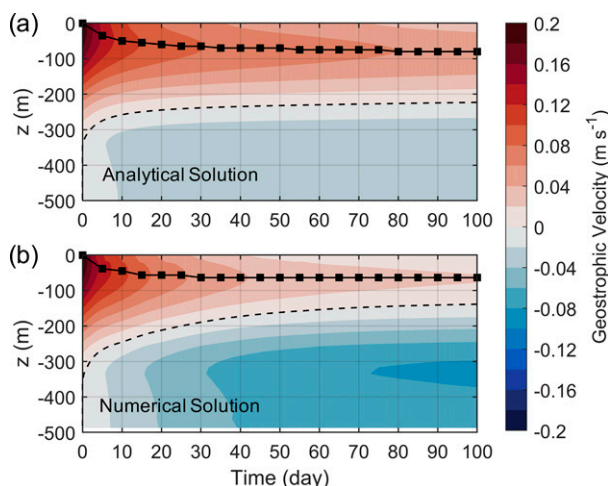 (a)
z (m)
0
-100
-200
-300
-400
-500
Analytical Solution
0 10 20 30 40 50 60 70 80 90 100
(b)
z (m)
0
-100
-200
-300
-400
-500
Numerical Solution
0 10 20 30 40 50 60 70 80 90 100
Time (day)
0.2
0.16
0.12
0.08
0.04
0
-0.04
-0.08
-0.12
-0.16
-0.2
Geostrophic Velocity (m s⁻¹)